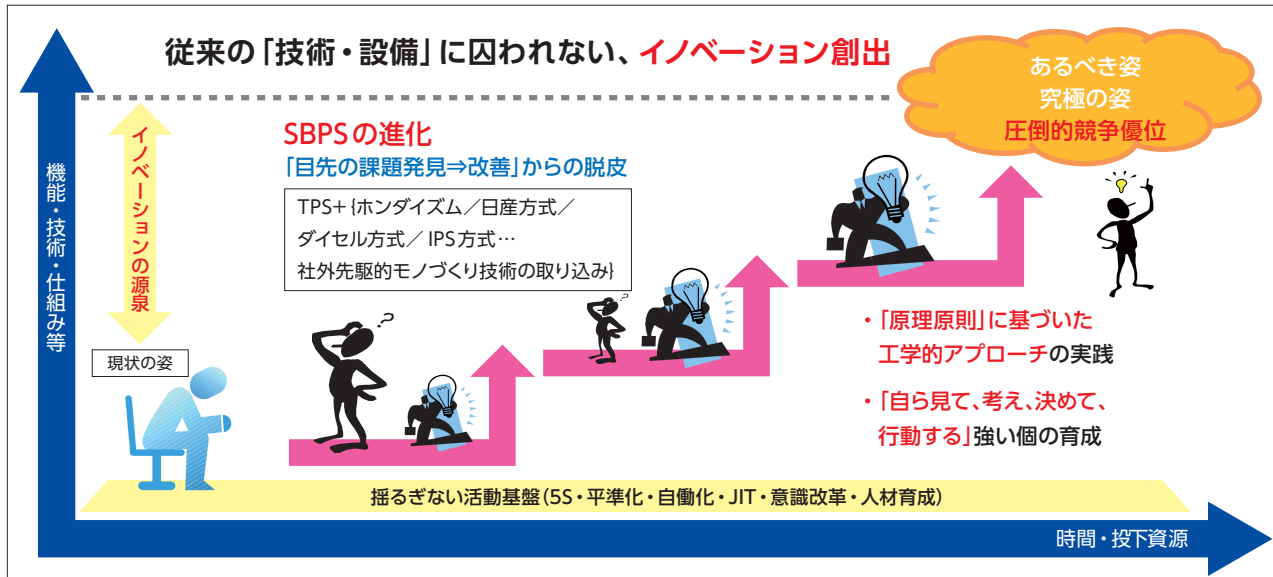 従来の「技術・設備」に囚われない、イノベーション創出
あるべき姿
究極の姿
圧倒的競争優位
機能・技術・仕組み等
イノベーションの源泉
現状の姿
SBPSの進化
「目先の課題発見⇒改善」からの脱皮
TPS+{ホンダイズム／日産方式／
ダイセル方式／IPS方式…
社外先駆的モノづくり技術の取り込み}
?
?
・「原理原則」に基づいた
工学的アプローチの実践
・「自ら見て、考え、決めて、
行動する」強い個の育成
揺るぎない活動基盤(5S・平準化・自働化・JIT・意識改革・人材育成)
時間・投下資源